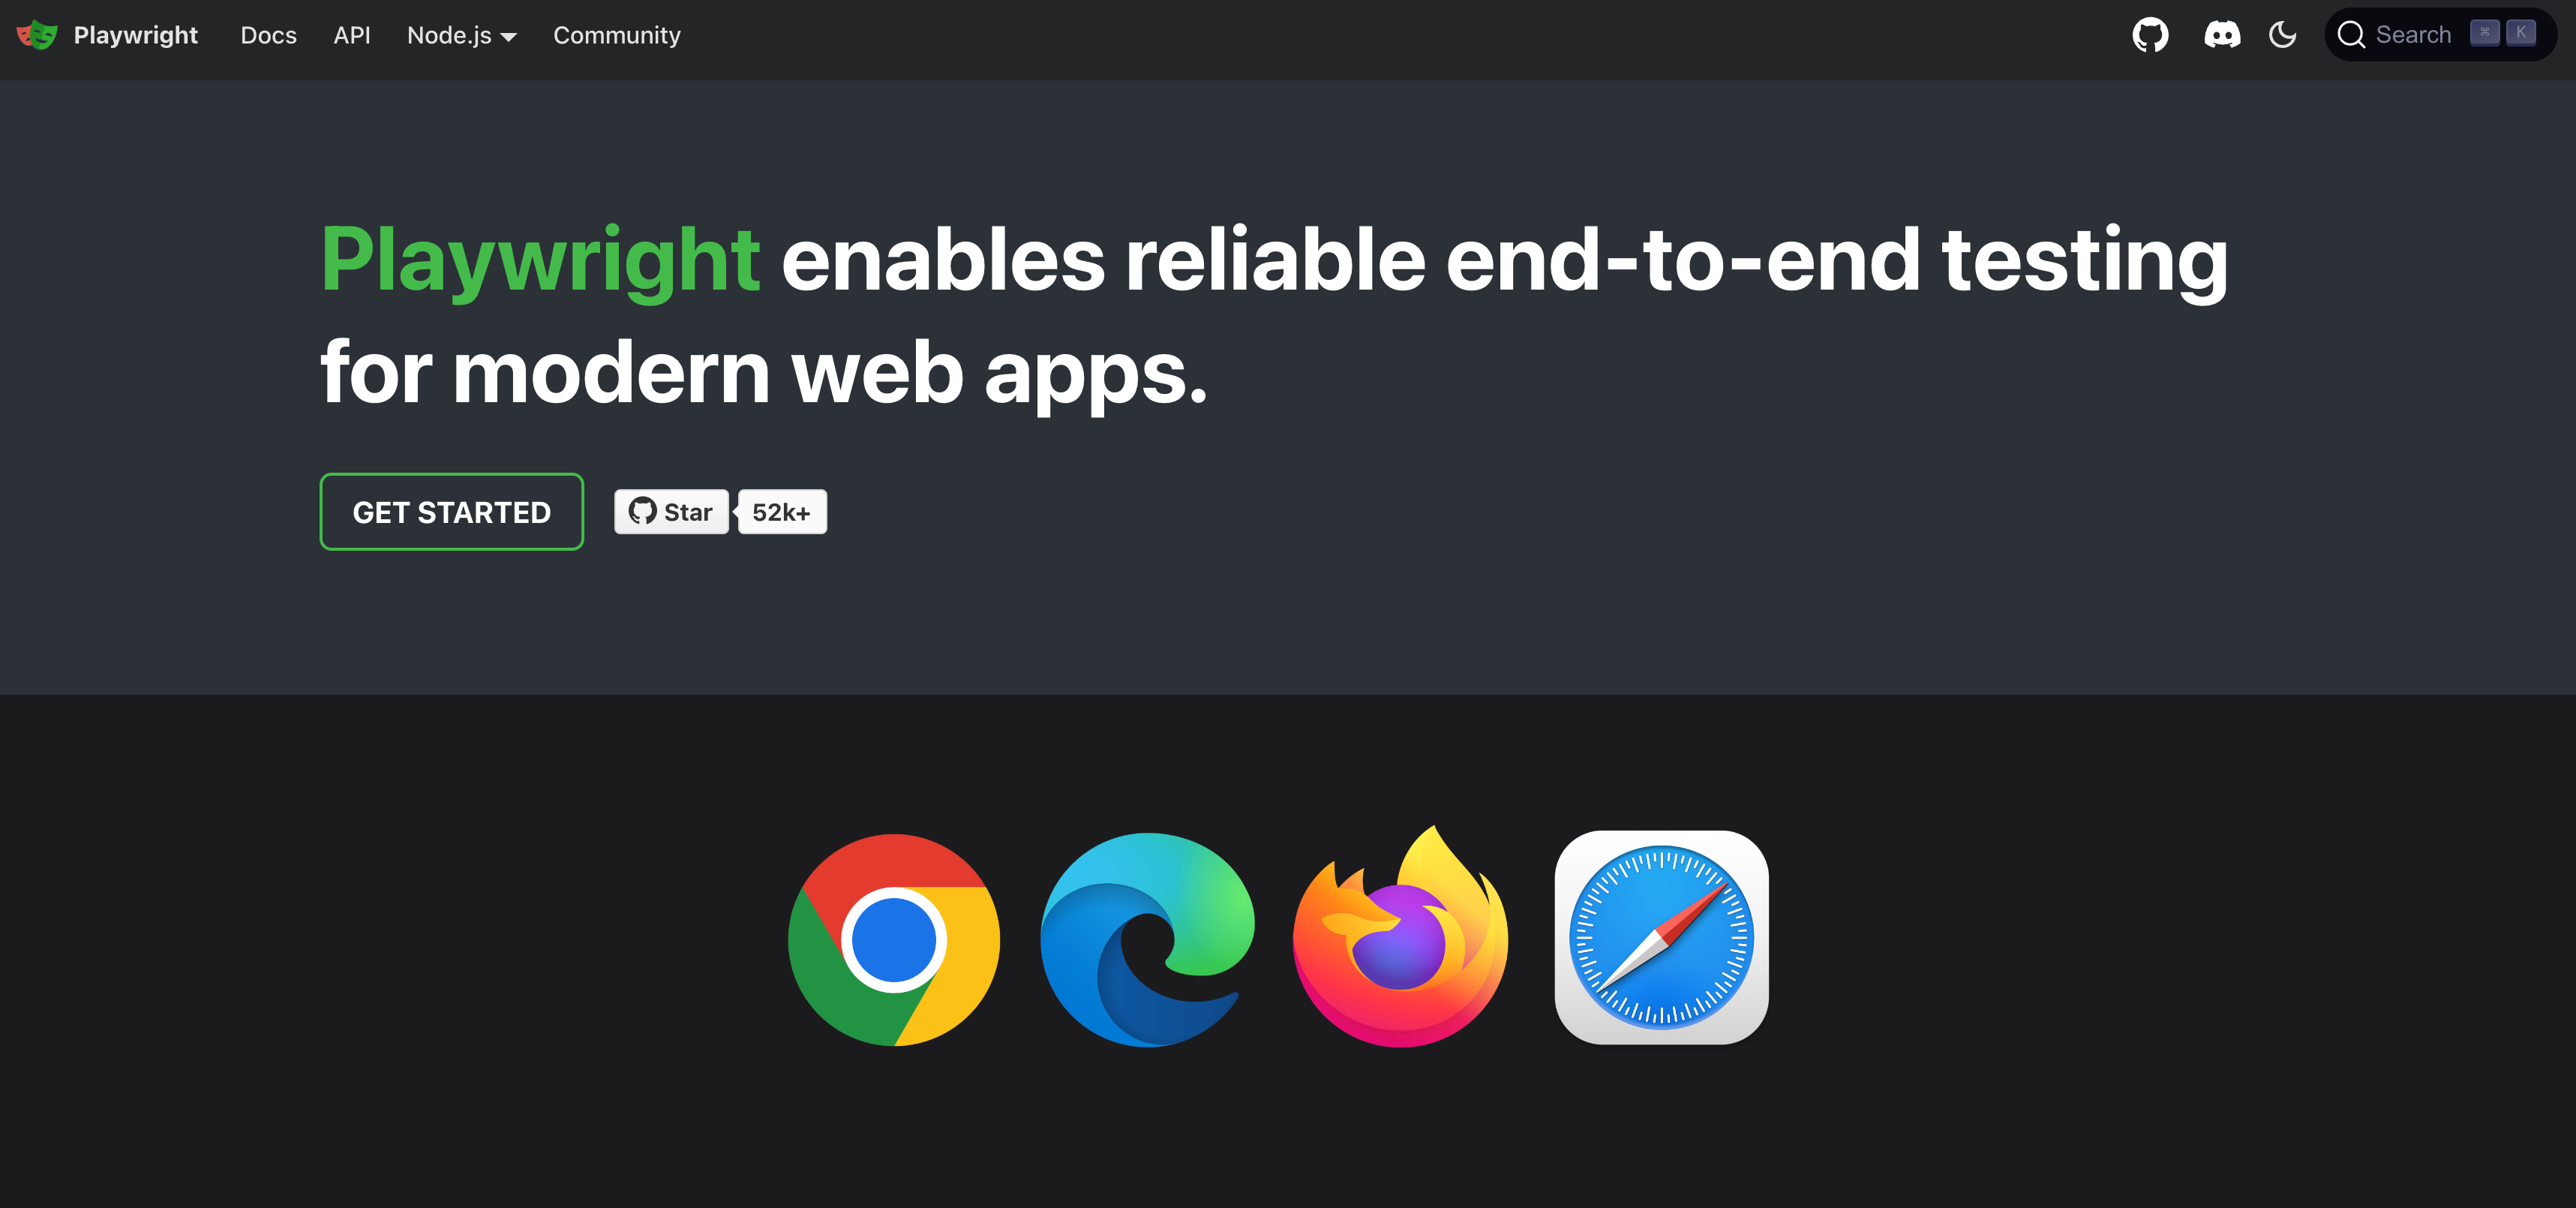 Playwright Docs API Node.js Community Search ⌘ K
Playwright enables reliable end-to-end testing
for modern web apps.
GET STARTED Star 52k+